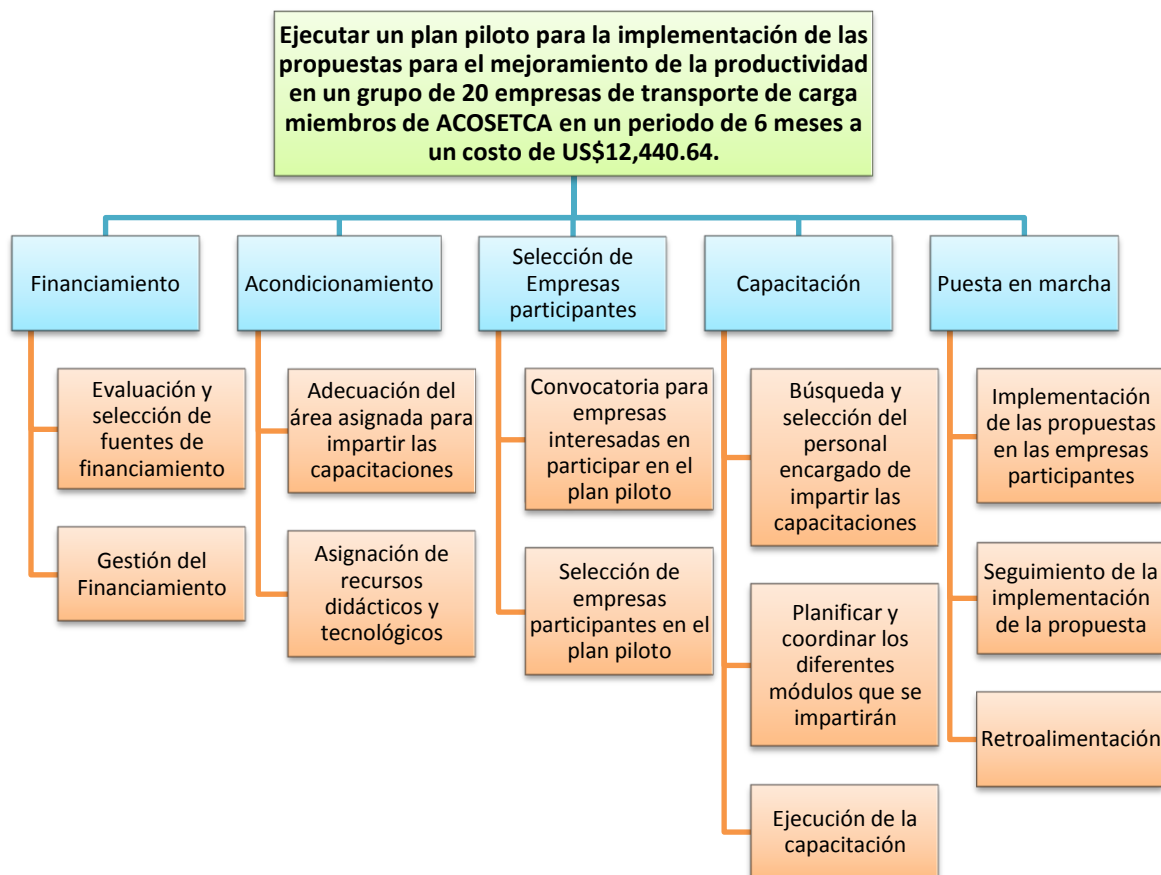 Ejecutar un plan piloto para la implementación de las
propuestas para el mejoramiento de la productividad
en un grupo de 20 empresas de transporte de carga
miembros de ACOSETCA en un periodo de 6 meses a
un costo de US$12,440.64.
Financiamiento
Evaluación y
selección de
fuentes de
financiamiento
Gestión del
Financiamiento
Acondicionamiento
Adecuación del
área asignada para
impartir las
capacitaciones
Asignación de
recursos
didácticos y
tecnológicos
Selección de
Empresas
participantes
Convocatoria para
empresas
interesadas en
participar en el
plan piloto
Selección de
empresas
participantes en el
plan piloto
Capacitación
Búsqueda y
selección del
personal
encargado de
impartir las
capacitaciones
Planificar y
coordinar los
diferentes
módulos que se
impartirán
Ejecución de la
capacitación
Puesta en marcha
Implementación
de las propuestas
en las empresas
participantes
Seguimiento de la
implementación
de la propuesta
Retroalimentación